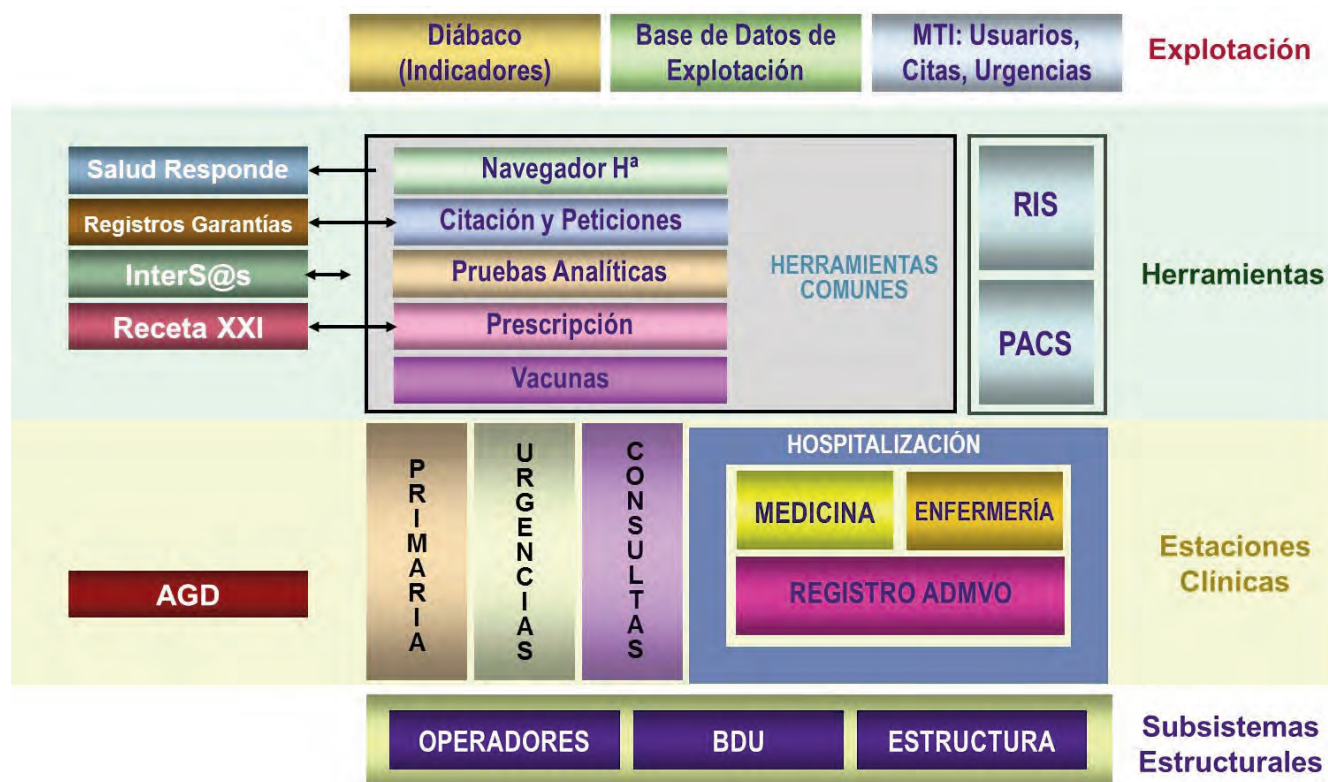 Diábaco
(Indicadores)
Base de Datos de
Explotación
MTI: Usuarios,
Citas, Urgencias
Explotación
Salud Responde
Registros Garantías
InterS@s
Receta XXI
Navegador Hª
Citación y Peticiones
Pruebas Analíticas
Prescripción
Vacunas
HERRAMIENTAS
COMUNES
RIS
PACS
Herramientas
AGD
PRIMARIA
URGENCIAS
CONSULTAS
HOSPITALIZACIÓN
MEDICINA
ENFERMERÍA
REGISTRO ADMVO
Estaciones
Clínicas
OPERADORES
BDU
ESTRUCTURA
Subsistemas
Estructurales